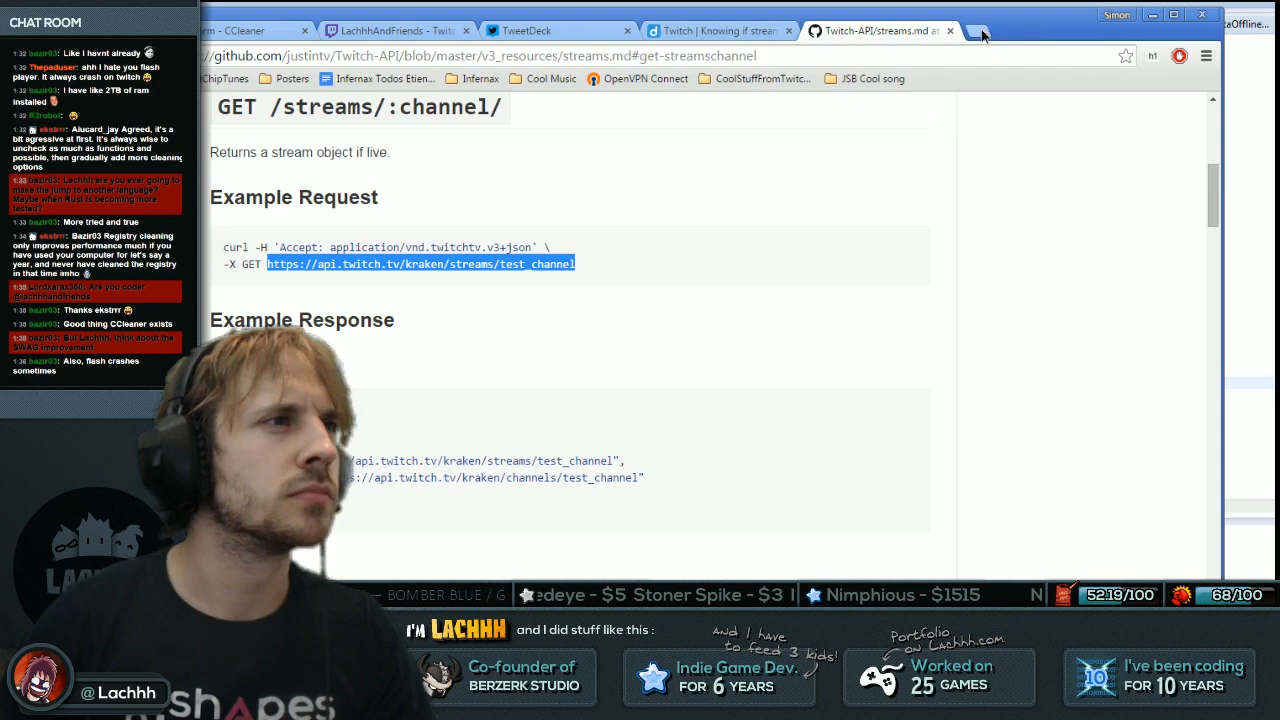 CHAT ROOM
1:32 bazir03: Like I havnt already
1:32 Thepaduser: ahh I hate you flash
player. It always crash on twitch
1:32 bazir03: I have like 2TB of ram
installed
1:32 R2robot:
1:32 ekstrrr: Alucard_jay Agreed, it's a
bit agressive at first. It's always wise to
uncheck as much as functions and
possible, then gradually add more cleaning
options
1:33 bazir03: Lachhh are you ever going to
make the jump to another language?
Maybe when Rust is becoming more
tested?
1:33 bazir03: More tried and true
1:34 ekstrrr: Bazir03 Registry cleaning
only improves performance much if you
have used your computer for let's say a
year, and never have cleaned the registry
in that time imho
1:35 Lordxarax360: Are you coder
@lachhhandfriends
1:35 bazir03: Thanks ekstrrr
1:35 bazir03: Good thing CCleaner exists
1:36 bazir03: But Lachhh, think about the
SWAG improvement
1:36 bazir03: Also, flash crashes
sometimes
rm - CCleaner
LachhhAndFriends - Twitc
TweetDeck
Twitch | Knowing if strean
Twitch-API/streams.md at
Simon
aOffline...
//github.com/justintv/Twitch-API/blob/master/v3_resources/streams.md#get-streamschannel
h1
ChipTunes
Posters
Infernax Todos Etien...
Infernax
Cool Music
OpenVPN Connect
CoolStuffFromTwitc...
JSB Cool song
GET /streams/:channel/
Returns a stream object if live.
Example Request
curl -H 'Accept: application/vnd.twitchtv.v3+json' \
-X GET https://api.twitch.tv/kraken/streams/test_channel
Example Response
/api.twitch.tv/kraken/streams/test_channel",
s://api.twitch.tv/kraken/channels/test_channel"
BOMBER BLUE / G
edeye - $5 Stoner Spike - $3 |
Nimphious - $1515
N
52.19/100
68/100
I'M LACHHH and I did stuff like this :
And I have
to feed 3 kids!
Portfolio
on Lachhh.com
Co-founder of
BERZERK STUDIO
Indie Game Dev.
FOR 6 YEARS
Worked on
25 GAMES
10
I've been coding
FOR 10 YEARS
@Lachhh